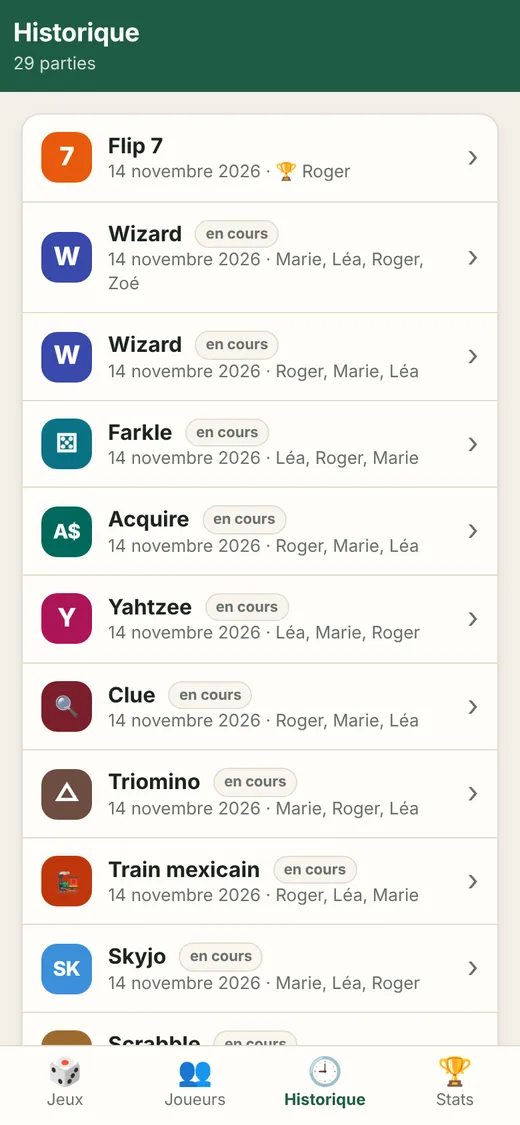 Historique
29 parties
7
Flip 7
14 novembre 2026 · 🏆 Roger
W
Wizard en cours
14 novembre 2026 · Marie, Léa, Roger,
Zoé
W
Wizard en cours
14 novembre 2026 · Roger, Marie, Léa
Farkle en cours
14 novembre 2026 · Léa, Roger, Marie
A$
Acquire en cours
14 novembre 2026 · Roger, Marie, Léa
Y
Yahtzee en cours
14 novembre 2026 · Léa, Marie, Roger
Clue en cours
14 novembre 2026 · Roger, Marie, Léa
Triomino en cours
14 novembre 2026 · Marie, Roger, Léa
Train mexicain en cours
14 novembre 2026 · Roger, Léa, Marie
SK
Skyjo en cours
14 novembre 2026 · Marie, Léa, Roger
Scrabble en cours
Jeux
Joueurs
Historique
Stats